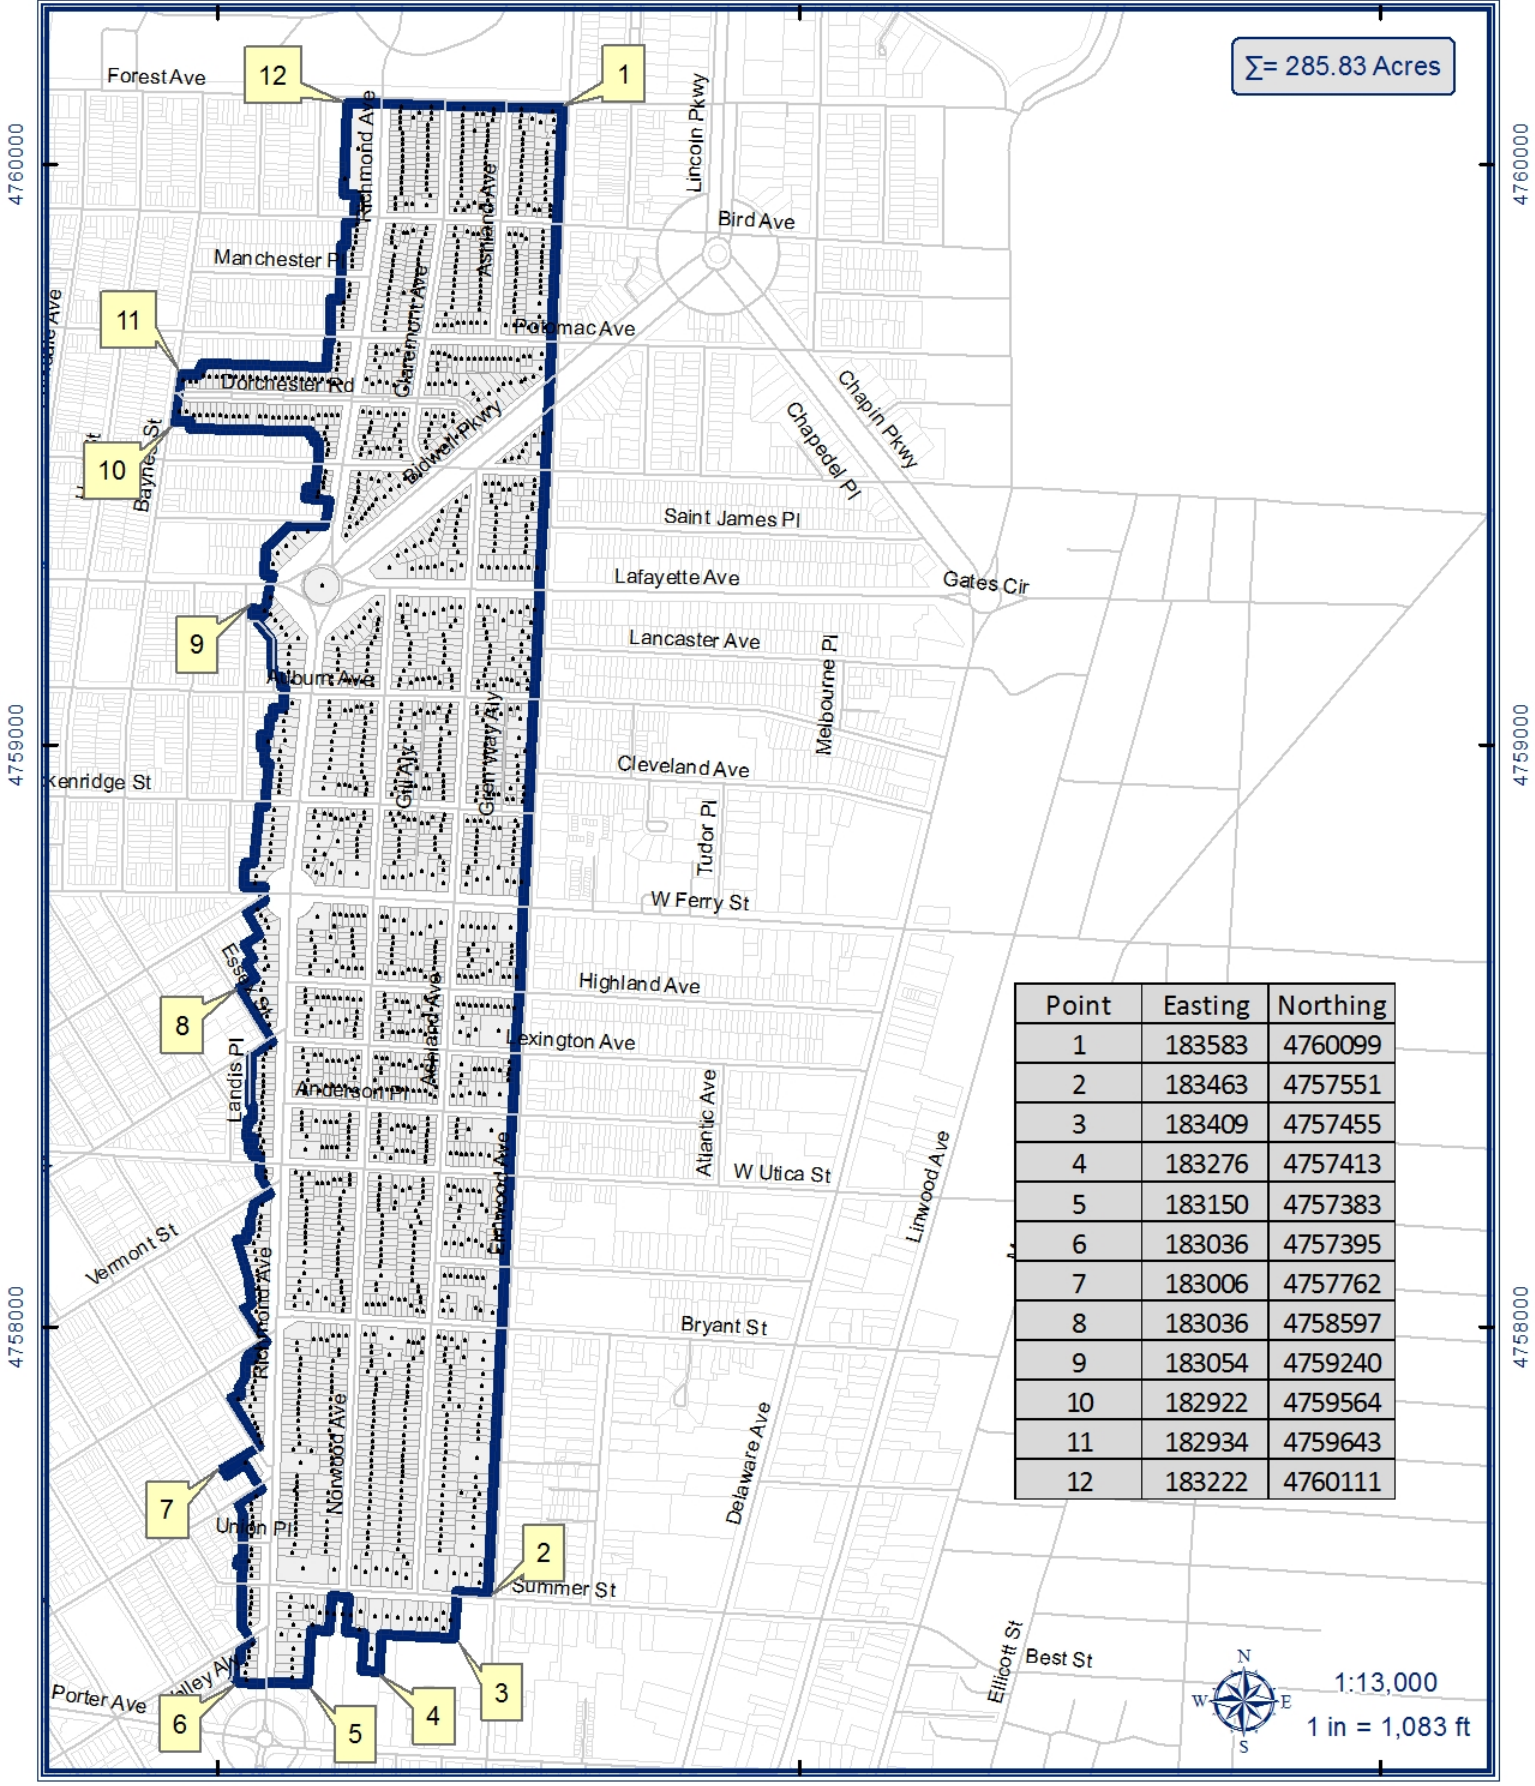 ∑= 285.83 Acres
Forest Ave
12
1
Richmond Ave
Lincoln Pkwy
4760000
4760000
Ashland Ave
Bird Ave
Manchester Pl
11
Claremont Ave
Potomac Ave
Dorchester Rd
Chapin Pkwy
Chapedel Pl
Bidwell Pkwy
10
Baynes St
Saint James Pl
Lafayette Ave
Gates Cir
9
Lancaster Ave
Melbourne Pl
Auburn Ave
4759000
4759000
Gill Aly
Gren Way Aly
kenridge St
Cleveland Ave
Tudor Pl
W Ferry St
Highland Ave
8
Ashland Ave
Lexington Ave
Landis Pl
Anderson Pl
Atlantic Ave
W Utica St
Linwood Ave
Elmwood Ave
Vermont St
Richmond Ave
4758000
4758000
Bryant St
Norwood Ave
Delaware Ave
7
Union Pl
2
Summer St
Ellicott St
Best St
Porter Ave
6
5
4
3
Point Easting Northing
1 183583 4760099
2 183463 4757551
3 183409 4757455
4 183276 4757413
5 183150 4757383
6 183036 4757395
7 183006 4757762
8 183036 4758597
9 183054 4759240
10 182922 4759564
11 182934 4759643
12 183222 4760111
N
W E
S
1:13,000
1 in = 1,083 ft